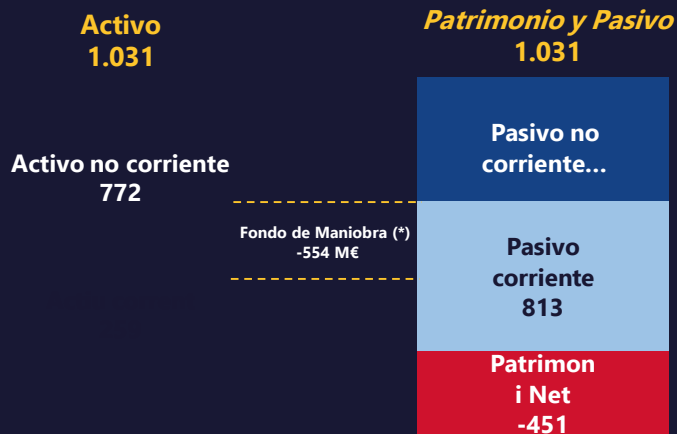 Activo
1.031
Patrimonio y Pasivo
1.031
Activo no corriente
772
Pasivo no
corriente...
Fondo de Maniobra (*)
-554 M€
Pasivo
corriente
813
Patrimon
i Net
-451